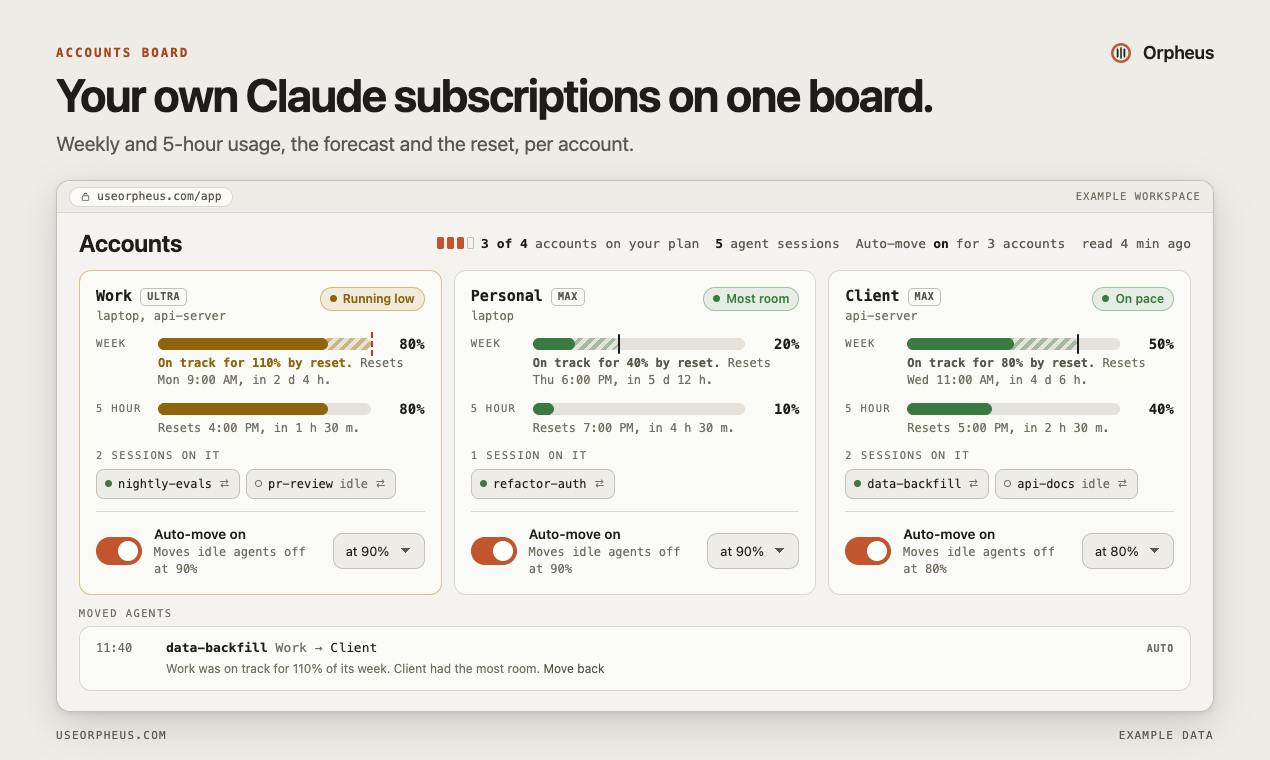 ACCOUNTS BOARD
Orpheus
Your own Claude subscriptions on one board.
Weekly and 5-hour usage, the forecast and the reset, per account.
useorpheus.com/app
EXAMPLE WORKSPACE
Accounts
3 of 4 accounts on your plan 5 agent sessions Auto-move on for 3 accounts read 4 min ago
Work ULTRA Running low
laptop, api-server
WEEK 80%
On track for 110% by reset. Resets
Mon 9:00 AM, in 2 d 4 h.
5 HOUR 80%
Resets 4:00 PM, in 1 h 30 m.
2 SESSIONS ON IT
nightly-evals ⇄ pr-review idle ⇄
Auto-move on
Moves idle agents off
at 90%
at 90%
Personal MAX Most room
laptop
WEEK 20%
On track for 40% by reset. Resets
Thu 6:00 PM, in 5 d 12 h.
5 HOUR 10%
Resets 7:00 PM, in 4 h 30 m.
1 SESSION ON IT
refactor-auth ⇄
Auto-move on
Moves idle agents off
at 90%
at 90%
Client MAX On pace
api-server
WEEK 50%
On track for 80% by reset. Resets
Wed 11:00 AM, in 4 d 6 h.
5 HOUR 40%
Resets 5:00 PM, in 2 h 30 m.
2 SESSIONS ON IT
data-backfill ⇄ api-docs idle ⇄
Auto-move on
Moves idle agents off
at 80%
at 80%
MOVED AGENTS
11:40 data-backfill Work → Client AUTO
Work was on track for 110% of its week. Client had the most room. Move back
USEORPHEUS.COM
EXAMPLE DATA